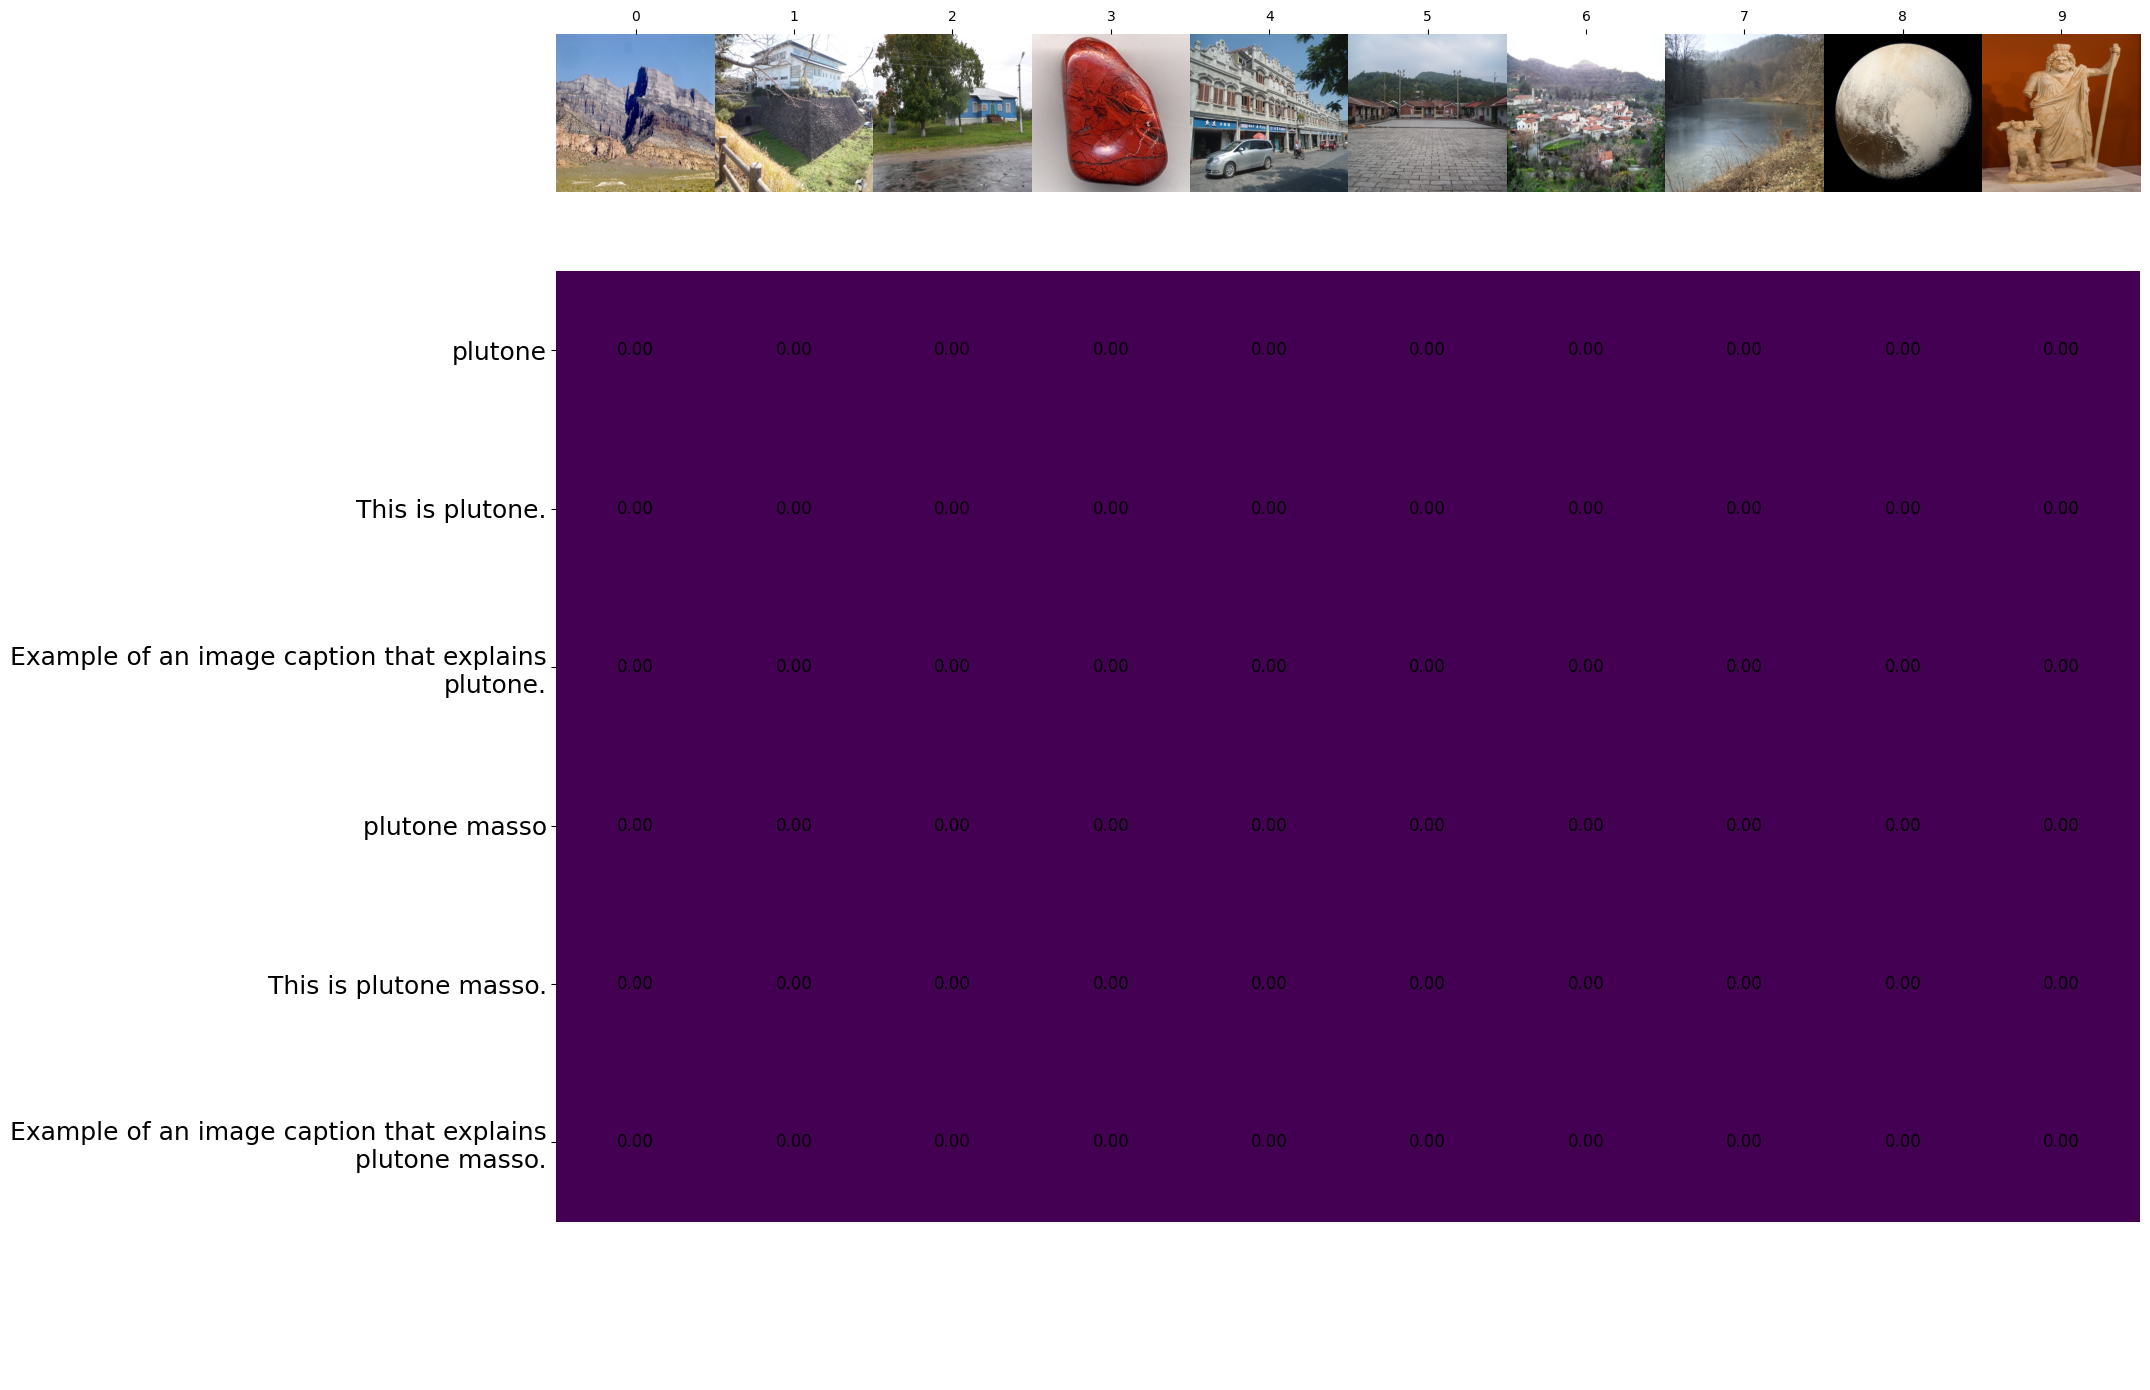 0 1 2 3 4 5 6 7 8 9
plutone 0.00 0.00 0.00 0.00 0.00 0.00 0.00 0.00 0.00 0.00
This is plutone. 0.00 0.00 0.00 0.00 0.00 0.00 0.00 0.00 0.00 0.00
Example of an image caption that explains
plutone. 0.00 0.00 0.00 0.00 0.00 0.00 0.00 0.00 0.00 0.00
plutone masso 0.00 0.00 0.00 0.00 0.00 0.00 0.00 0.00 0.00 0.00
This is plutone masso. 0.00 0.00 0.00 0.00 0.00 0.00 0.00 0.00 0.00 0.00
Example of an image caption that explains
plutone masso. 0.00 0.00 0.00 0.00 0.00 0.00 0.00 0.00 0.00 0.00